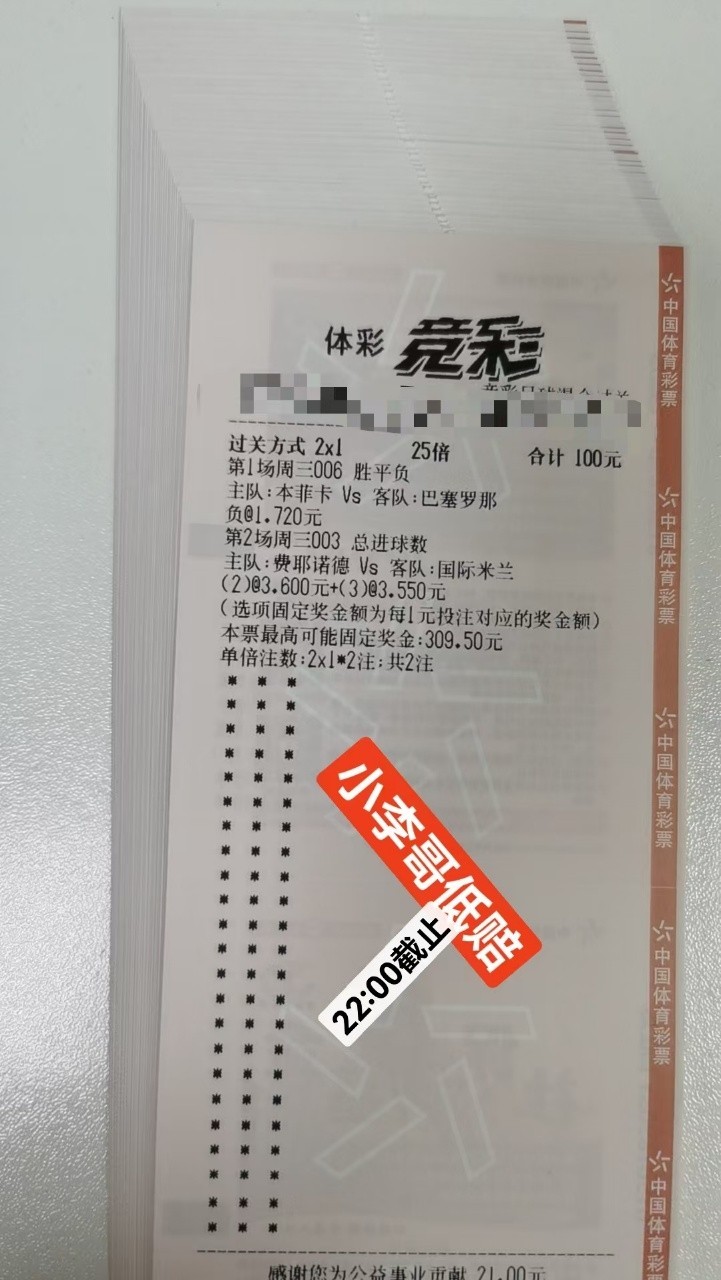 体彩 竞彩
过关方式 2x1 25倍 合计 100元
第1场周三006 胜平负
主队:本菲卡 Vs 客队:巴塞罗那
负@1.720元
第2场周三003 总进球数
主队:费耶诺德 Vs 客队:国际米兰
(2)@3.600元+(3)@3.550元
(选项固定奖金额为每1元投注对应的奖金额)
本票最高可能固定奖金:309.50元
单倍注数:2x1*2注:共2注
小李哥低赔
22:00截止
感谢您为公益事业贡献 21.00元
中国体育彩票
中国体育彩票
中国体育彩票
中国体育彩票
中国体育彩票